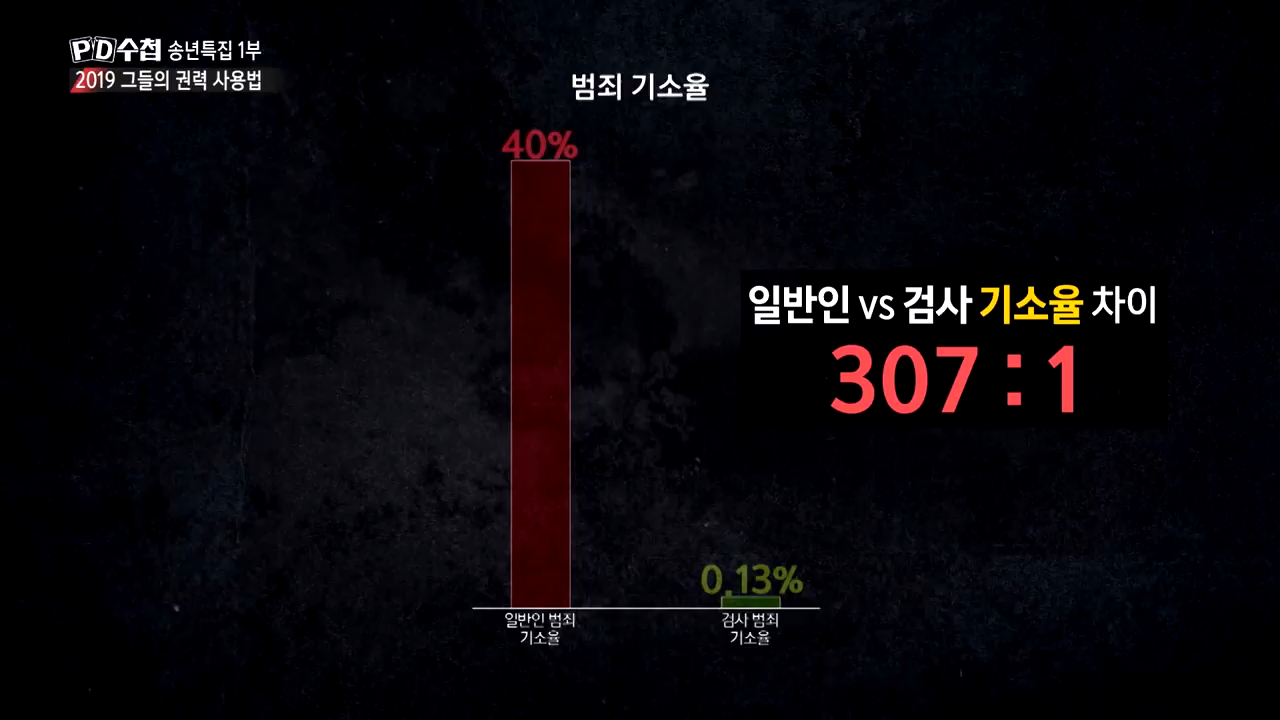 PD수첩 송년특집 1부
2019 그들의 권력 사용법
범죄 기소율
40%
일반인 vs 검사 기소율 차이
307 : 1
0.13%
일반인 범죄
기소율
검사 범죄
기소율